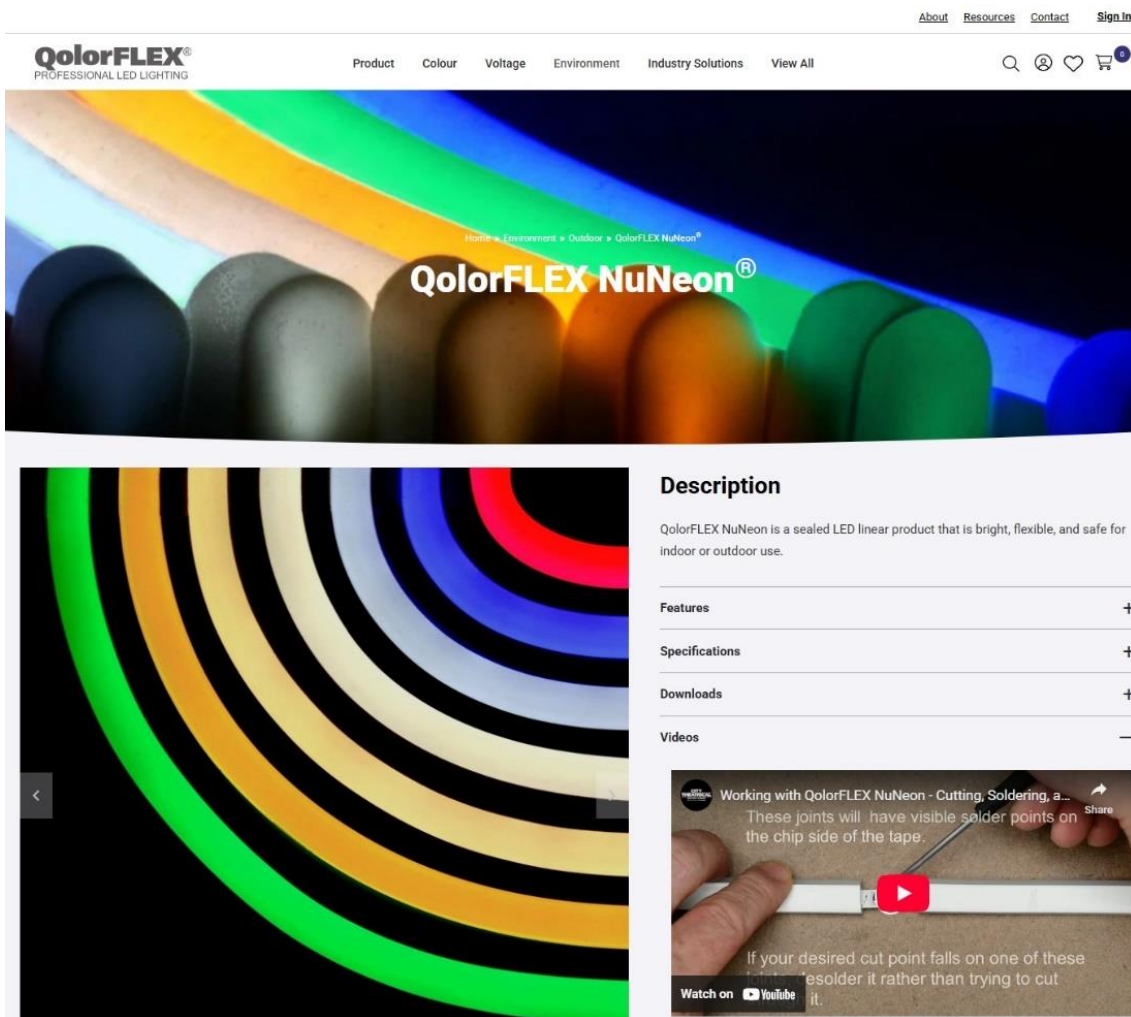 About Resources Contact Sign In
QolorFLEX®
PROFESSIONAL LED LIGHTING
Product Colour Voltage Environment Industry Solutions View All
0
Home » Environment » Outdoor » QolorFLEX NuNeon®
QolorFLEX NuNeon®
Description
QolorFLEX NuNeon is a sealed LED linear product that is bright, flexible, and safe for
indoor or outdoor use.
Features
Specifications
Downloads
Videos
CITY
THEATRICAL
Working with QolorFLEX NuNeon - Cutting, Soldering, a...
Share
These joints will have visible solder points on
the chip side of the tape.
If your desired cut point falls on one of these
joints, desolder it rather than trying to cut
it.
Watch on YouTube